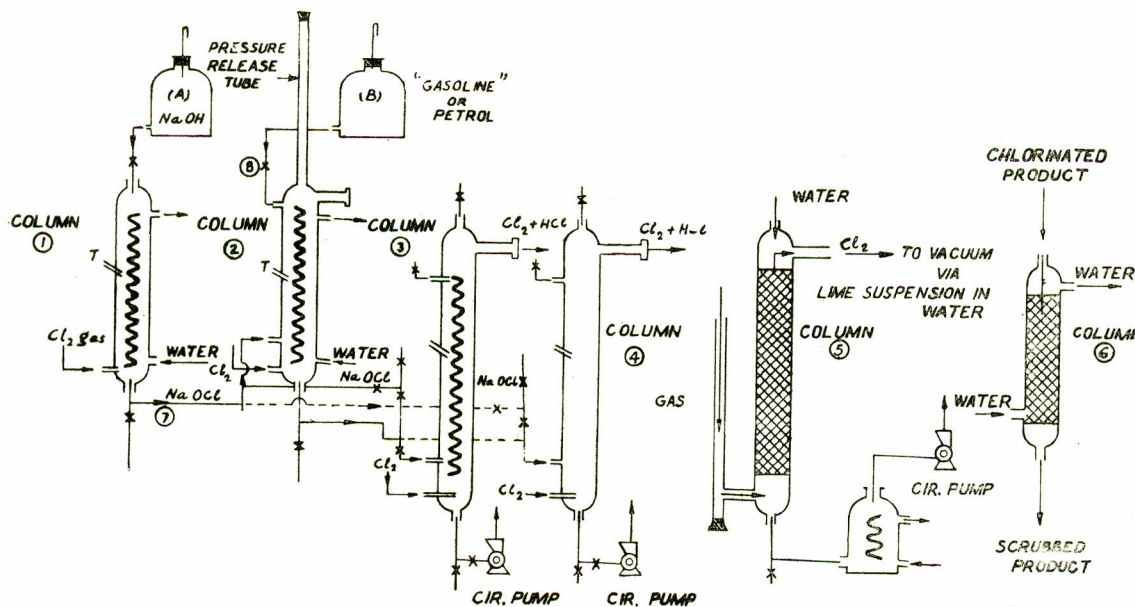 PRESSURE
RELEASE
TUBE
(A)
NaOH
(B)
"GASOLINE"
OR
PETROL
8
COLUMN
1
T
Cl2 gas
WATER
NaOCl
7
COLUMN
2
T
Cl2
WATER
NaOCl
COLUMN
3
Cl2 + HCl
NaOCl
Cl2
CIR. PUMP
Cl2 + H-l
COLUMN
4
Cl2
CIR. PUMP
WATER
Cl2
TO VACUUM
VIA
LIME SUSPENSION IN
WATER
COLUMN
5
GAS
CIR. PUMP
CHLORINATED
PRODUCT
WATER
COLUMN
6
WATER
SCRUBBED
PRODUCT